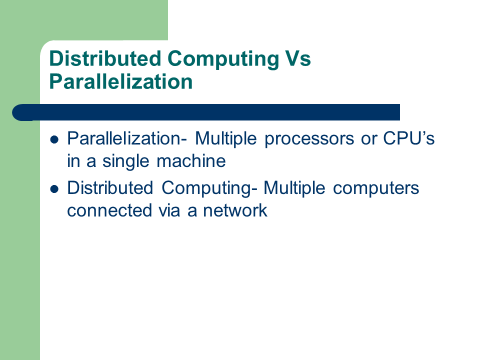 Distributed Computing Vs
Parallelization
● Parallelization- Multiple processors or CPU’s
in a single machine
● Distributed Computing- Multiple computers
connected via a network